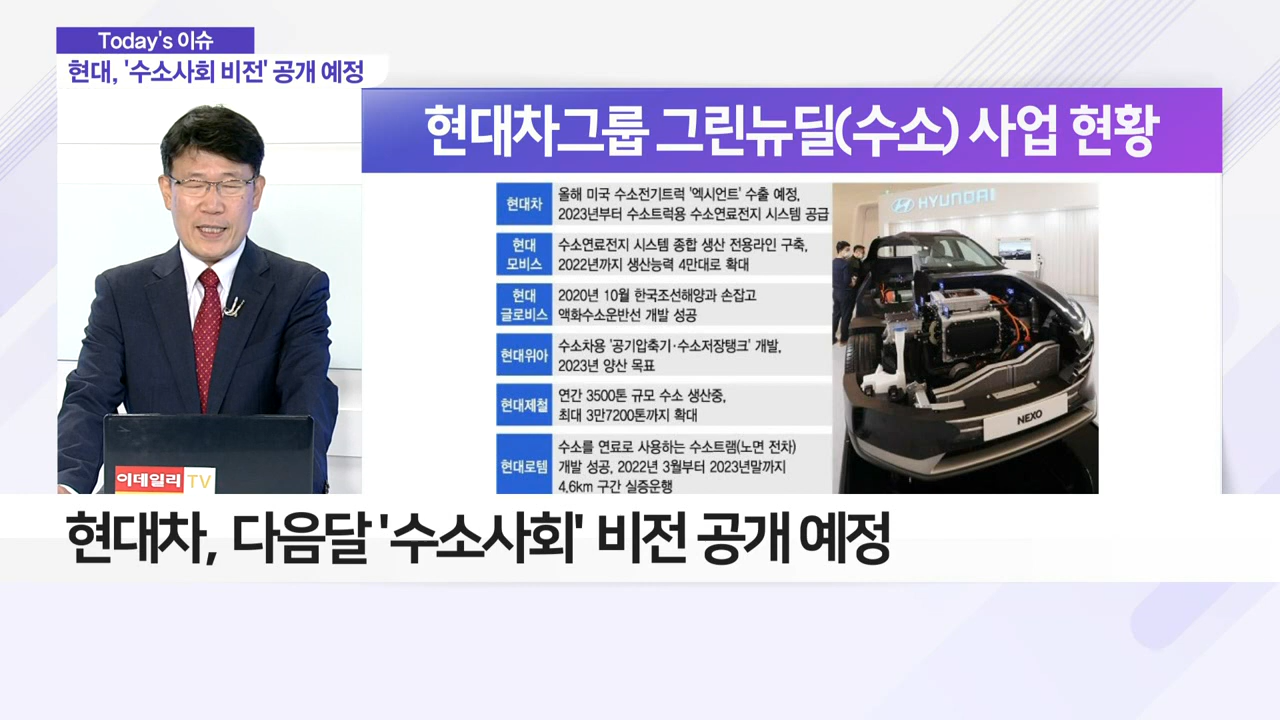 Today's 이슈
현대, '수소사회 비전' 공개 예정
현대차그룹 그린뉴딜(수소) 사업 현황
현대차
올해 미국 수소전기트럭 '엑시언트' 수출 예정,
2023년부터 수소트럭용 수소연료전지 시스템 공급
현대
모비스
수소연료전지 시스템 종합 생산 전용라인 구축,
2022년까지 생산능력 4만대로 확대
현대
글로비스
2020년 10월 한국조선해양과 손잡고
액화수소운반선 개발 성공
현대위아
수소차용 '공기압축기·수소저장탱크' 개발,
2023년 양산 목표
현대제철
연간 3500톤 규모 수소 생산중,
최대 3만7200톤까지 확대
현대로템
수소를 연료로 사용하는 수소트램(노면 전차)
개발 성공, 2022년 3월부터 2023년말까지
4.6km 구간 실증운행
HYUNDAI
NEXO
이데일리 TV
현대차, 다음달 '수소사회' 비전 공개 예정